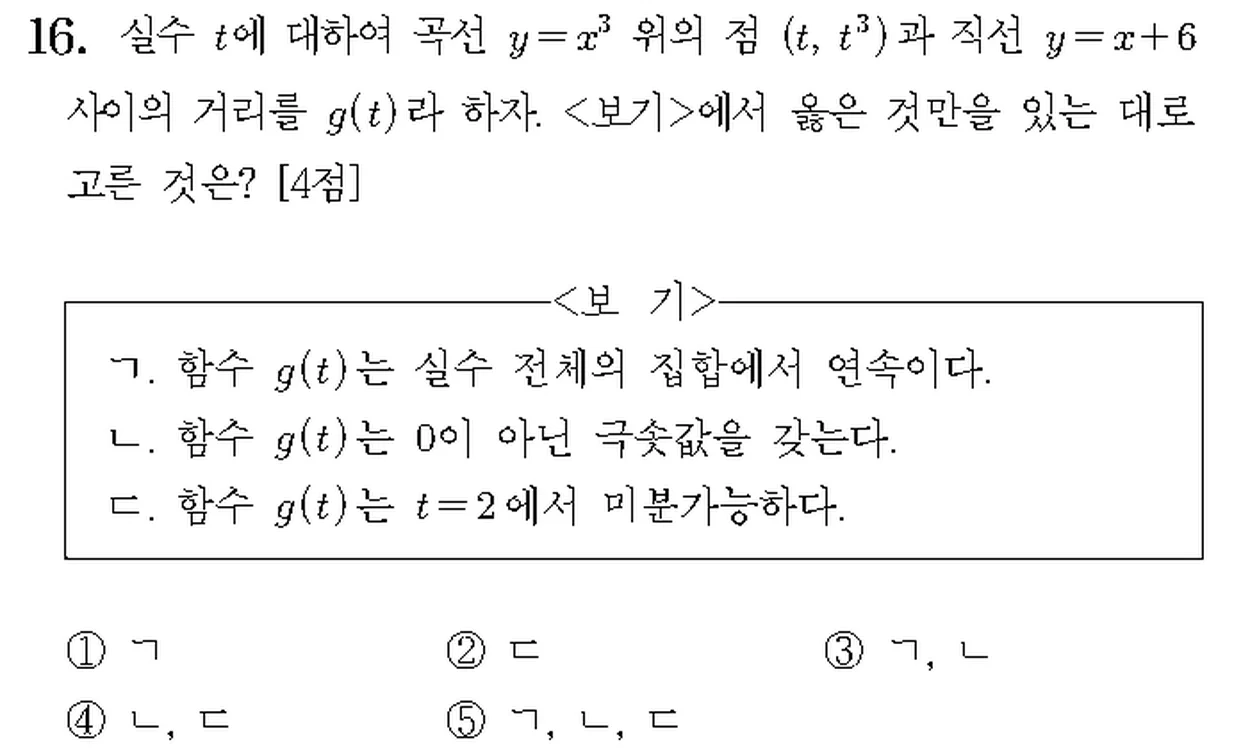 16. 실수 t에 대하여 곡선 y=x³ 위의 점 (t, t³)과 직선 y=x+6
사이의 거리를 g(t)라 하자. <보기>에서 옳은 것만을 있는 대로
고른 것은? [4점]
<보 기>
ㄱ. 함수 g(t)는 실수 전체의 집합에서 연속이다.
ㄴ. 함수 g(t)는 0이 아닌 극솟값을 갖는다.
ㄷ. 함수 g(t)는 t=2에서 미분가능하다.
① ㄱ ② ㄷ ③ ㄱ, ㄴ
④ ㄴ, ㄷ ⑤ ㄱ, ㄴ, ㄷ